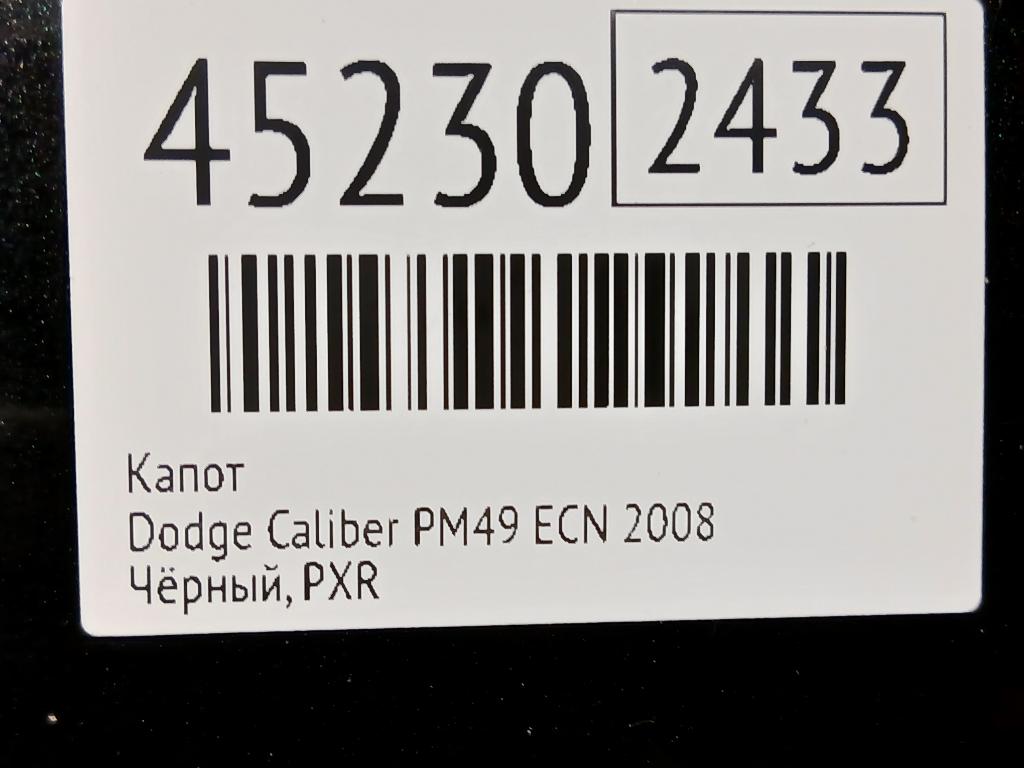 45230 2433
Капот
Dodge Caliber PM49 ECN 2008
Чёрный, PXR